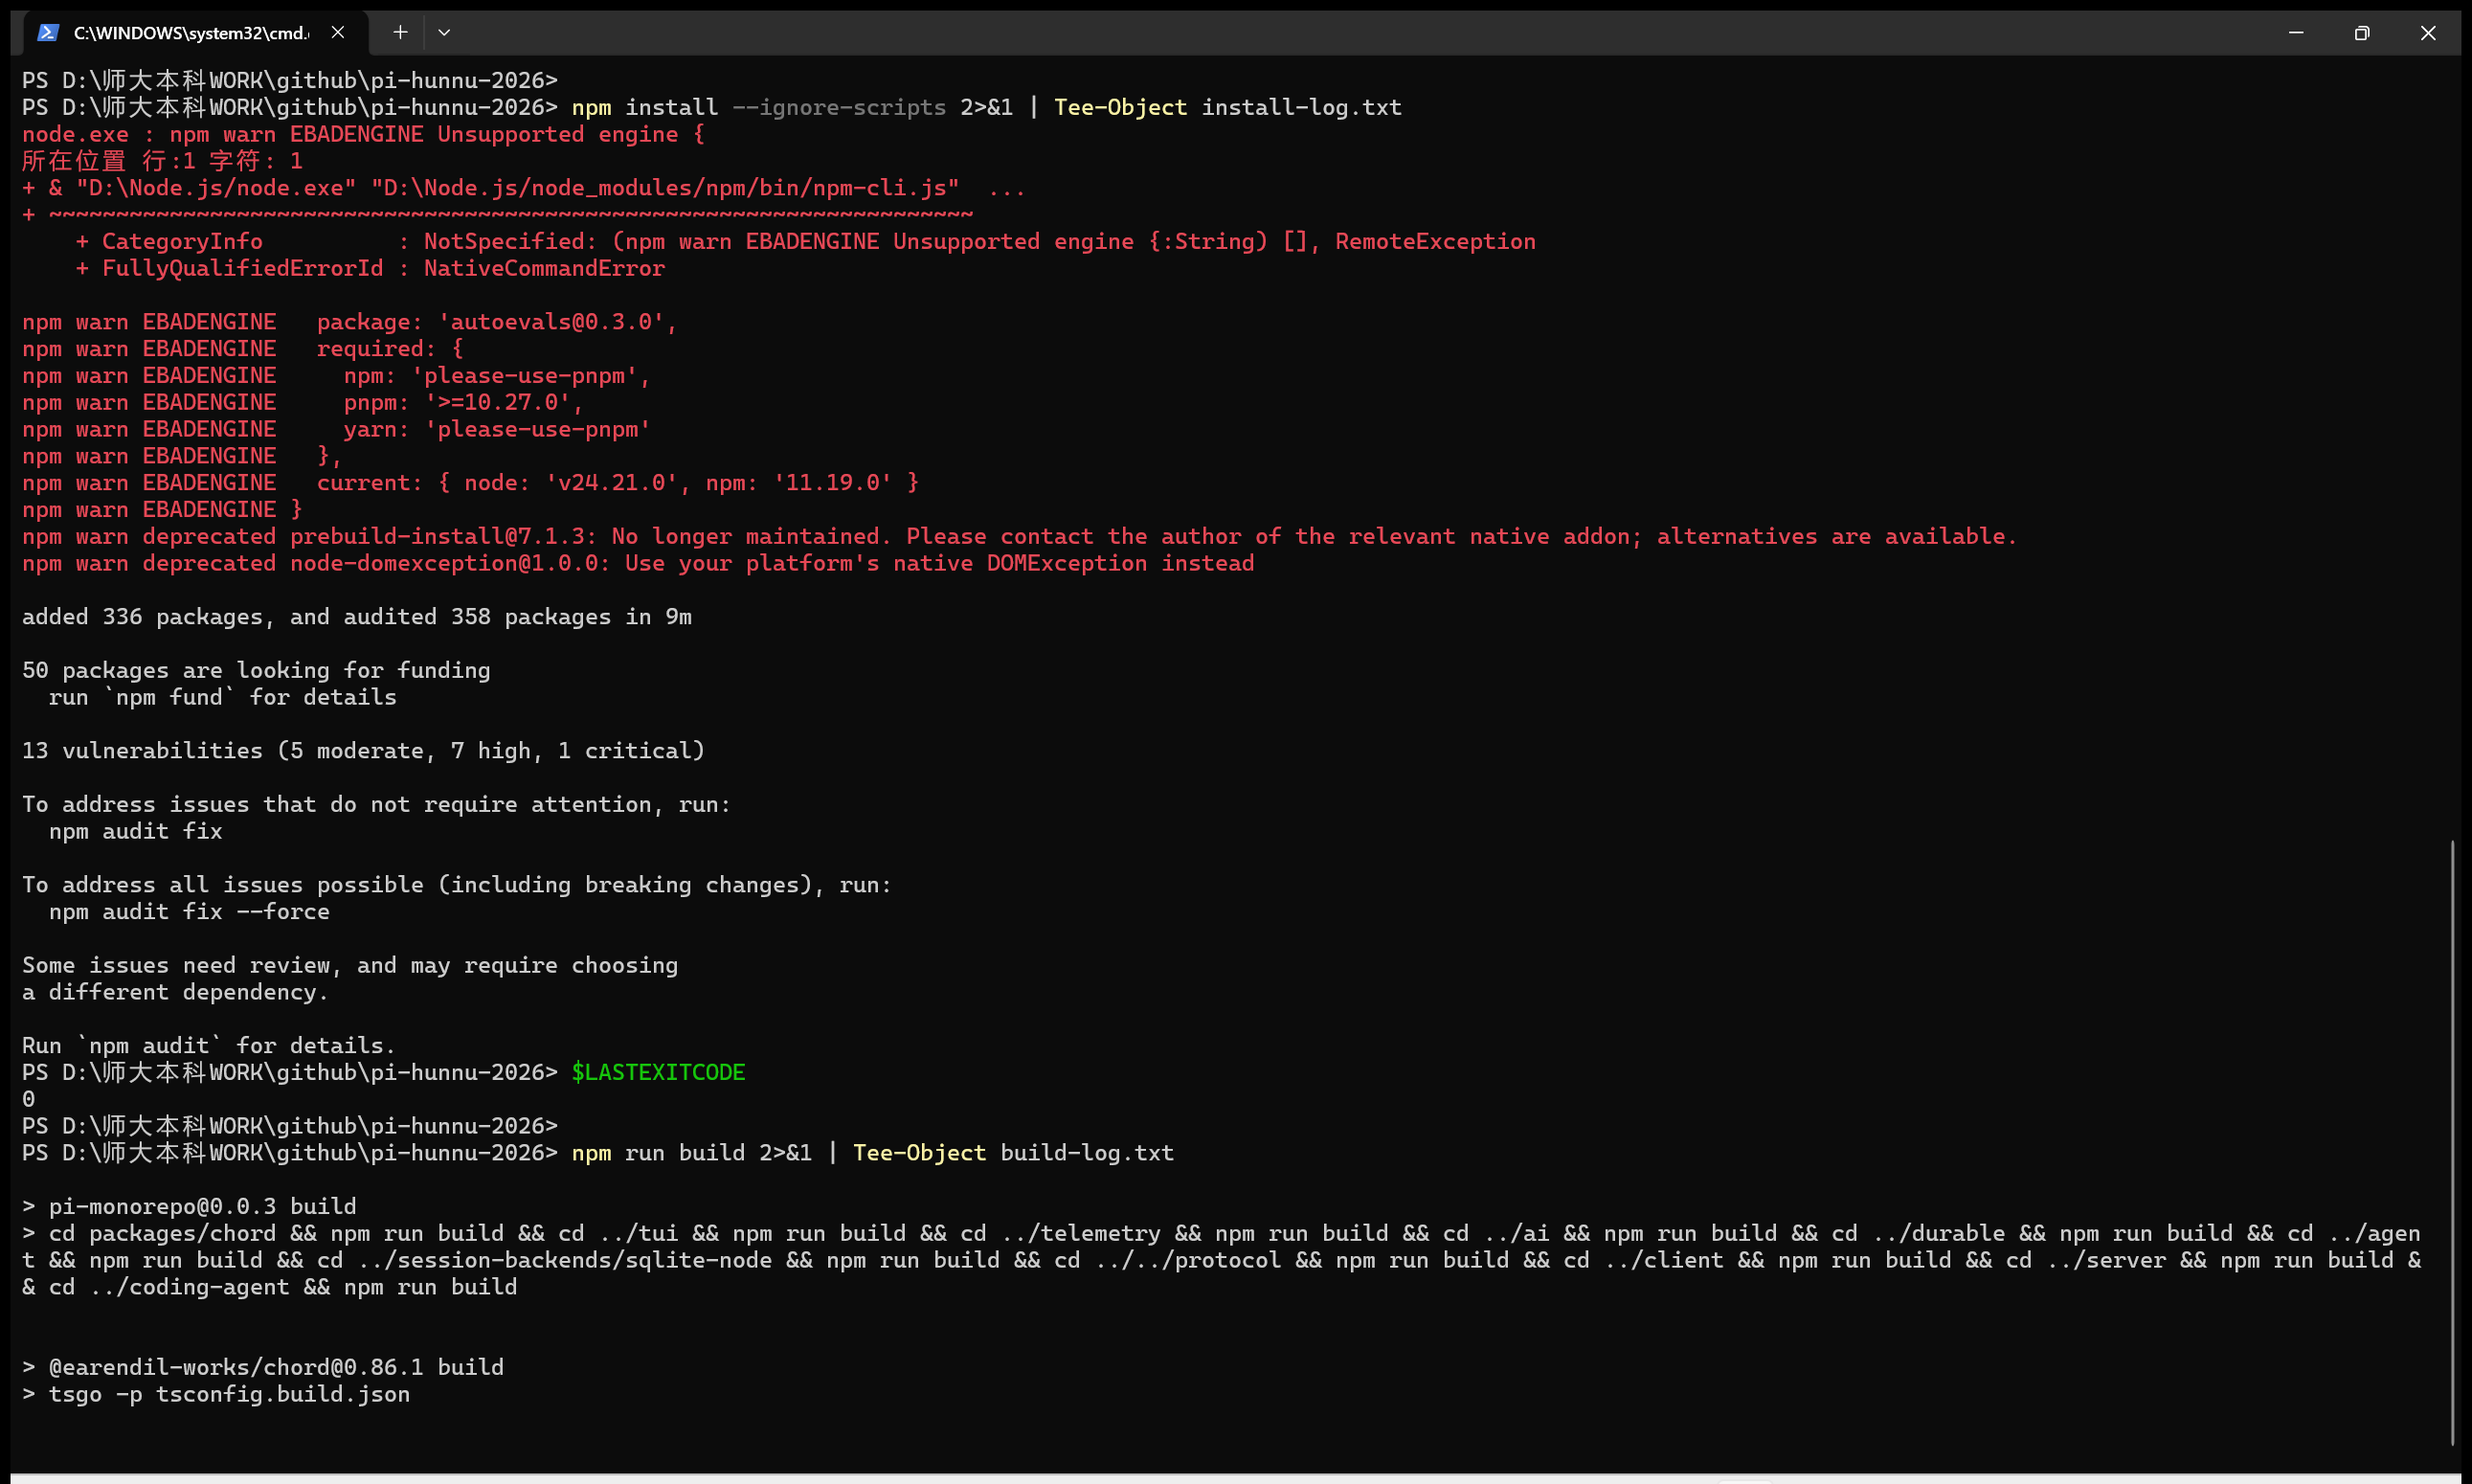 C:\WINDOWS\system32\cmd.
PS D:\师大本科WORK\github\pi-hunnu-2026>
PS D:\师大本科WORK\github\pi-hunnu-2026> npm install --ignore-scripts 2>&1 | Tee-Object install-log.txt
node.exe : npm warn EBADENGINE Unsupported engine {
所在位置 行:1 字符: 1
+ & "D:\Node.js/node.exe" "D:\Node.js/node_modules/npm/bin/npm-cli.js"  ...
+ ~~~~~~~~~~~~~~~~~~~~~~~~~~~~~~~~~~~~~~~~~~~~~~~~~~~~~~~~~~~~~~~~~~~~~
    + CategoryInfo          : NotSpecified: (npm warn EBADENGINE Unsupported engine {:String) [], RemoteException
    + FullyQualifiedErrorId : NativeCommandError
npm warn EBADENGINE   package: 'autoevals@0.3.0',
npm warn EBADENGINE   required: {
npm warn EBADENGINE     npm: 'please-use-pnpm',
npm warn EBADENGINE     pnpm: '>=10.27.0',
npm warn EBADENGINE     yarn: 'please-use-pnpm'
npm warn EBADENGINE   },
npm warn EBADENGINE   current: { node: 'v24.21.0', npm: '11.19.0' }
npm warn EBADENGINE }
npm warn deprecated prebuild-install@7.1.3: No longer maintained. Please contact the author of the relevant native addon; alternatives are available.
npm warn deprecated node-domexception@1.0.0: Use your platform's native DOMException instead
added 336 packages, and audited 358 packages in 9m
50 packages are looking for funding
  run `npm fund` for details
13 vulnerabilities (5 moderate, 7 high, 1 critical)
To address issues that do not require attention, run:
  npm audit fix
To address all issues possible (including breaking changes), run:
  npm audit fix --force
Some issues need review, and may require choosing
a different dependency.
Run `npm audit` for details.
PS D:\师大本科WORK\github\pi-hunnu-2026> $LASTEXITCODE
0
PS D:\师大本科WORK\github\pi-hunnu-2026>
PS D:\师大本科WORK\github\pi-hunnu-2026> npm run build 2>&1 | Tee-Object build-log.txt
> pi-monorepo@0.0.3 build
> cd packages/chord && npm run build && cd ../tui && npm run build && cd ../telemetry && npm run build && cd ../ai && npm run build && cd ../durable && npm run build && cd ../agen
t && npm run build && cd ../session-backends/sqlite-node && npm run build && cd ../../protocol && npm run build && cd ../client && npm run build && cd ../server && npm run build &
& cd ../coding-agent && npm run build
> @earendil-works/chord@0.86.1 build
> tsgo -p tsconfig.build.json